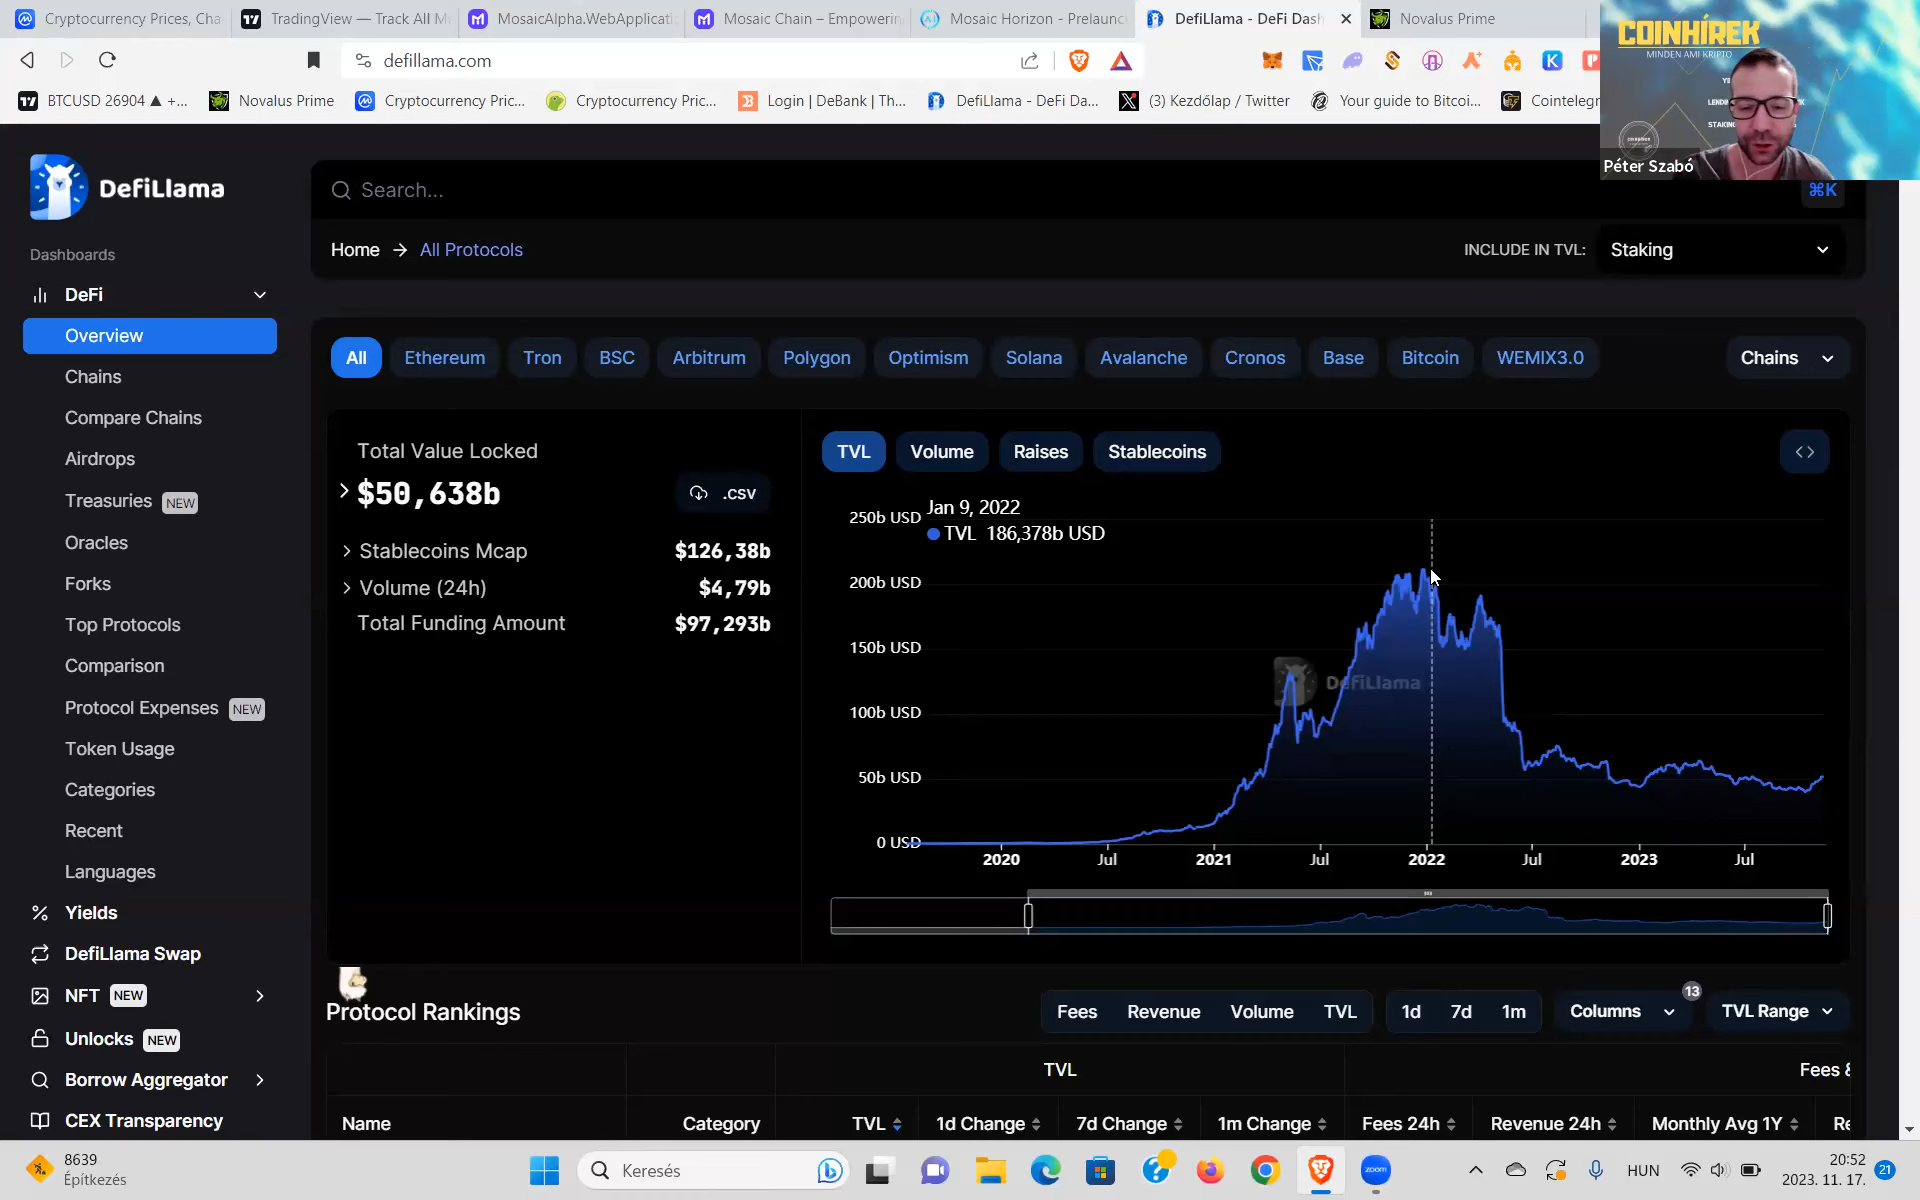 Cryptocurrency Prices, Cha
TradingView — Track All M
MosaicAlpha.WebApplicati
Mosaic Chain – Empowerin
Mosaic Horizon - Prelaunc
DefiLlama - DeFi Dash
Novalus Prime
defillama.com
BTCUSD 26904 ▲ +...
Novalus Prime
Cryptocurrency Pric...
Cryptocurrency Pric...
Login | DeBank | Th...
DefiLlama - DeFi Da...
(3) Kezdőlap / Twitter
Your guide to Bitcoi...
Cointelegr
COINHÍREK
MINDEN AMI KRIPTO
Péter Szabó
DefiLlama
Search...
⌘K
Home → All Protocols
INCLUDE IN TVL: Staking
Dashboards
DeFi
Overview
Chains
Compare Chains
Airdrops
Treasuries NEW
Oracles
Forks
Top Protocols
Comparison
Protocol Expenses NEW
Token Usage
Categories
Recent
Languages
Yields
DefiLlama Swap
NFT NEW
Unlocks NEW
Borrow Aggregator
CEX Transparency
All Ethereum Tron BSC Arbitrum Polygon Optimism Solana Avalanche Cronos Base Bitcoin WEMIX3.0 Chains
Total Value Locked
$50,638b
.CSV
Stablecoins Mcap $126,38b
Volume (24h) $4,79b
Total Funding Amount $97,293b
TVL Volume Raises Stablecoins
Jan 9, 2022
TVL 186,378b USD
250b USD
200b USD
150b USD
100b USD
50b USD
0 USD
DefiLlama
2020 Jul 2021 Jul 2022 Jul 2023 Jul
Protocol Rankings
Fees Revenue Volume TVL
1d 7d 1m
Columns 13
TVL Range
TVL
Fees &
Name Category TVL 1d Change 7d Change 1m Change Fees 24h Revenue 24h Monthly Avg 1Y Re
8639
Építkezés
Keresés
zoom
HUN
20:52
2023. 11. 17.
21